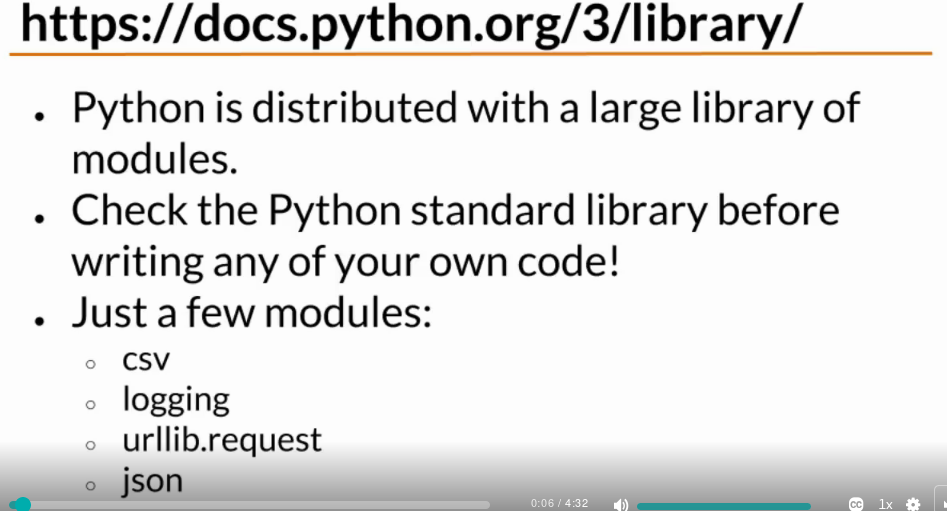 https://docs.python.org/3/library/
• Python is distributed with a large library of
modules.
• Check the Python standard library before
writing any of your own code!
• Just a few modules:
○ csv
○ logging
○ urllib.request
○ json
0:06 / 4:32
CC
1x